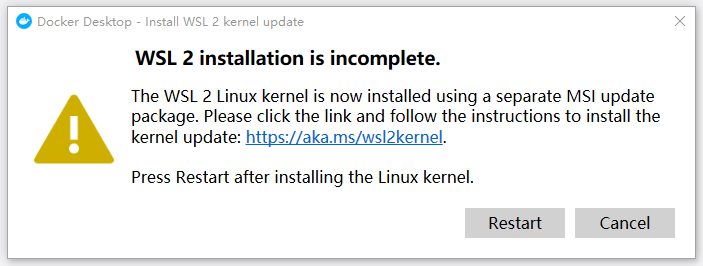 Docker Desktop - Install WSL 2 kernel update
WSL 2 installation is incomplete.
The WSL 2 Linux kernel is now installed using a separate MSI update
package. Please click the link and follow the instructions to install the
kernel update: https://aka.ms/wsl2kernel.
Press Restart after installing the Linux kernel.
Restart
Cancel